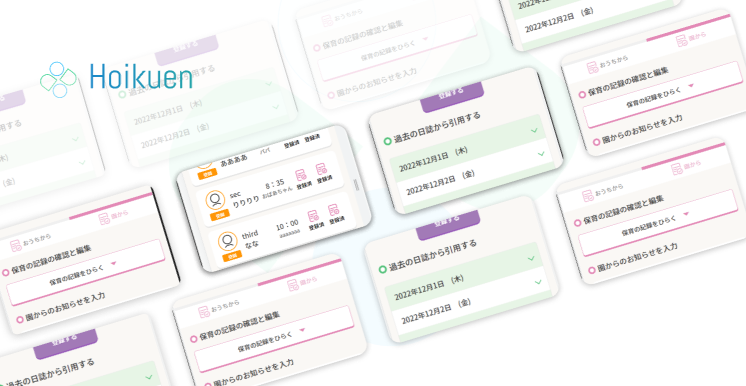 Hoikuen
おうちから
園の記録の確認と編集
保育の記録をひらく
園からのお知らせを入力
2022年12月2日 （金）
おうちから
園から
保育の記録の確認と編集
保育の記録をひらく
園からのお知らせを入力
登録する
過去の日誌から引用する
2022年12月1日 （木）
2022年12月2日 （金）
登録する
過去の日誌から引用する
2022年12月1日 （木）
2022年12月2日 （金）
ああああ
パパ
登録済 登録済
sec
りりりり
8：35
おばあちゃん
登録済 登録済
登録
third
なな
10：00
aaaaaaa
登録済 登録済
登録
おうちから
園から
保育の記録の確認と編集
保育の記録をひらく
園からのお知らせを入力
おうちから
園から
保育の記録の確認と編集
保育の記録をひらく
園からのお知らせを入力
登録する
過去の日誌から引用する
2022年12月1日 （木）
2022年12月2日 （金）
おうちから
園から
保育の記録の確認と編集
保育の記録をひらく
園からのお知らせを入力
登録する
過去の日誌から引用する